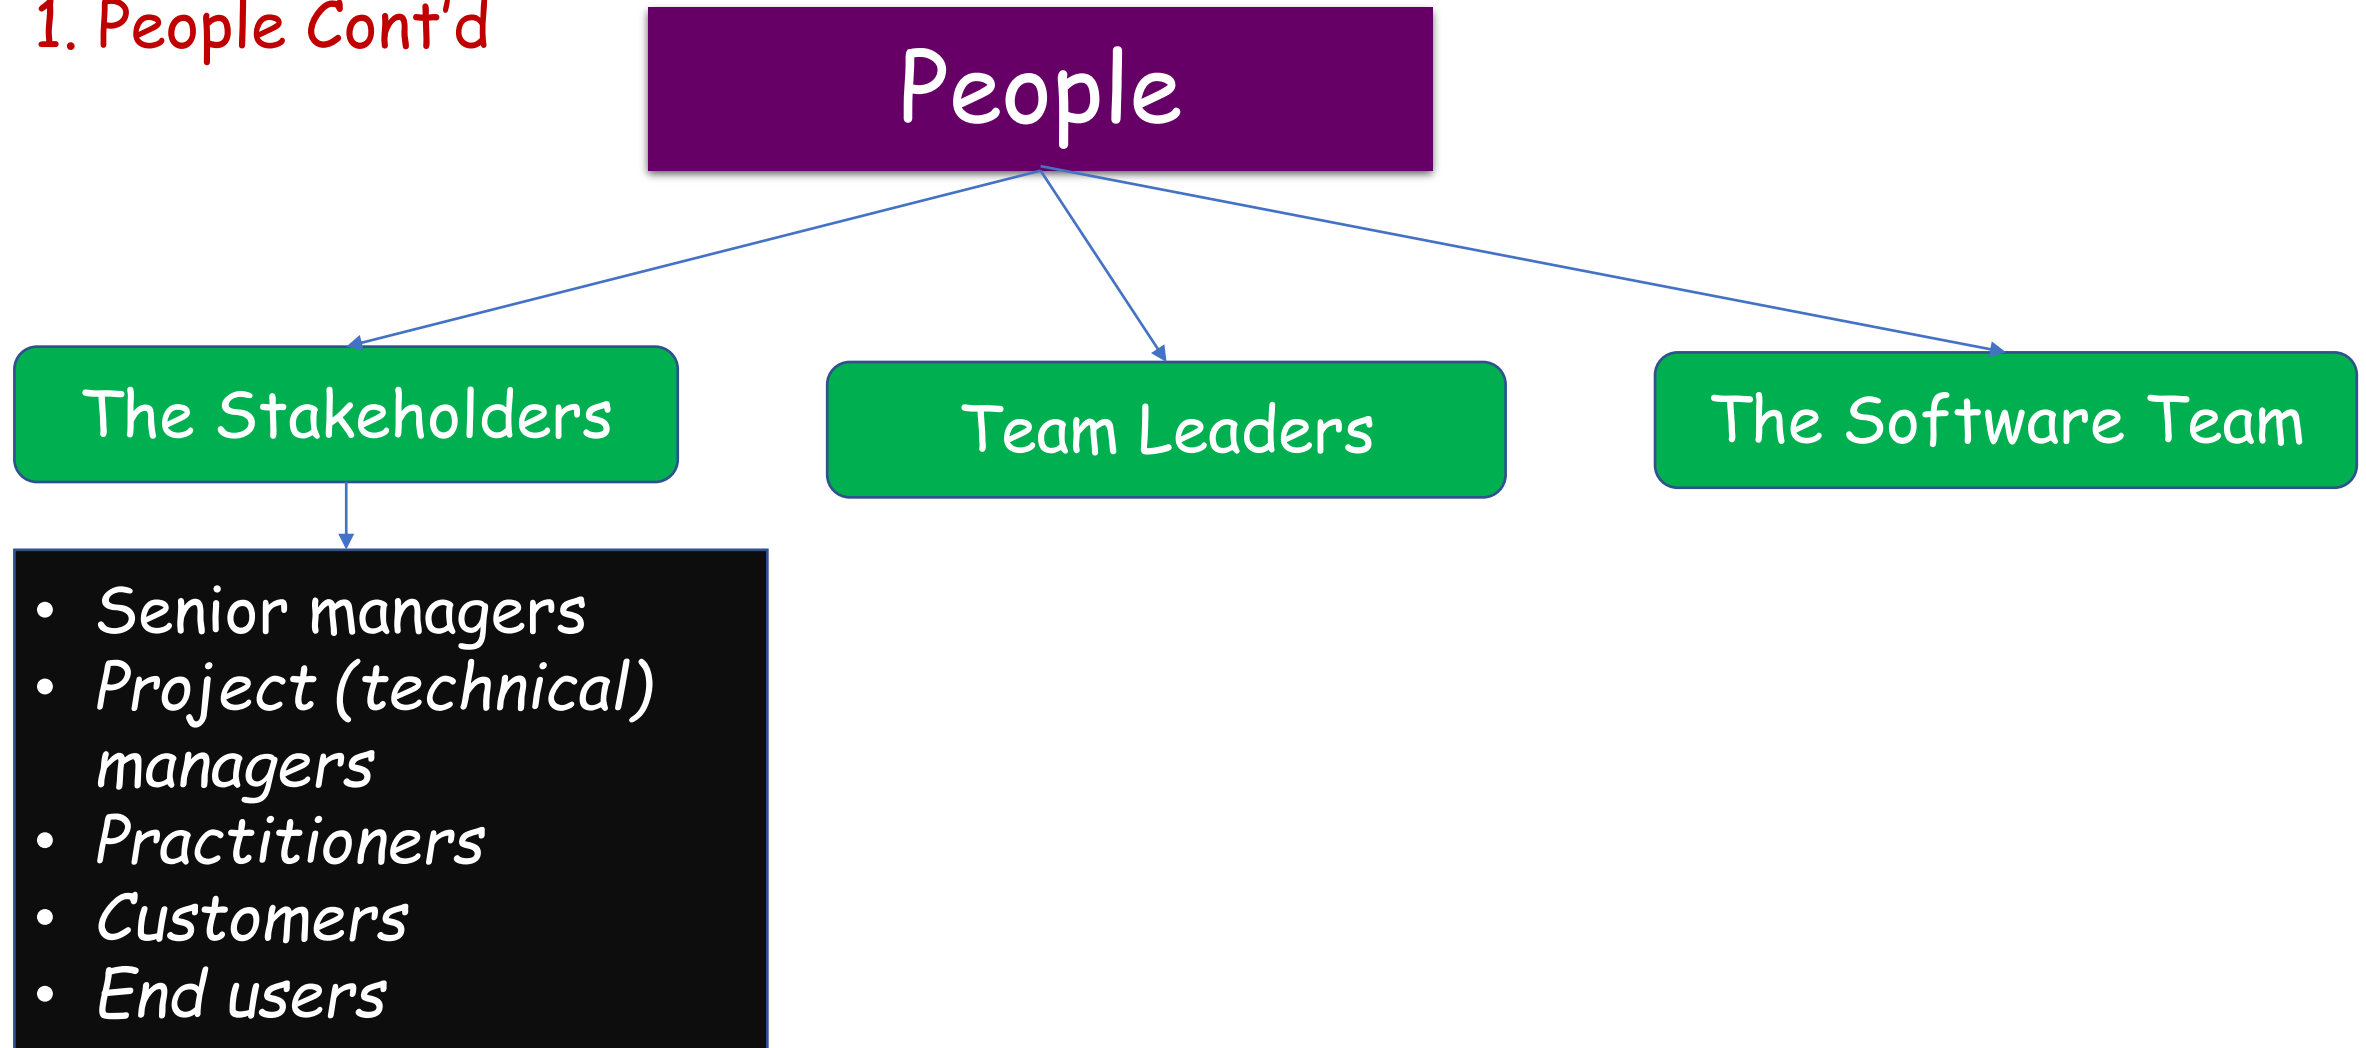 1. People Cont'd
People
The Stakeholders
Team Leaders
The Software Team
• Senior managers
• Project (technical)
managers
• Practitioners
• Customers
• End users